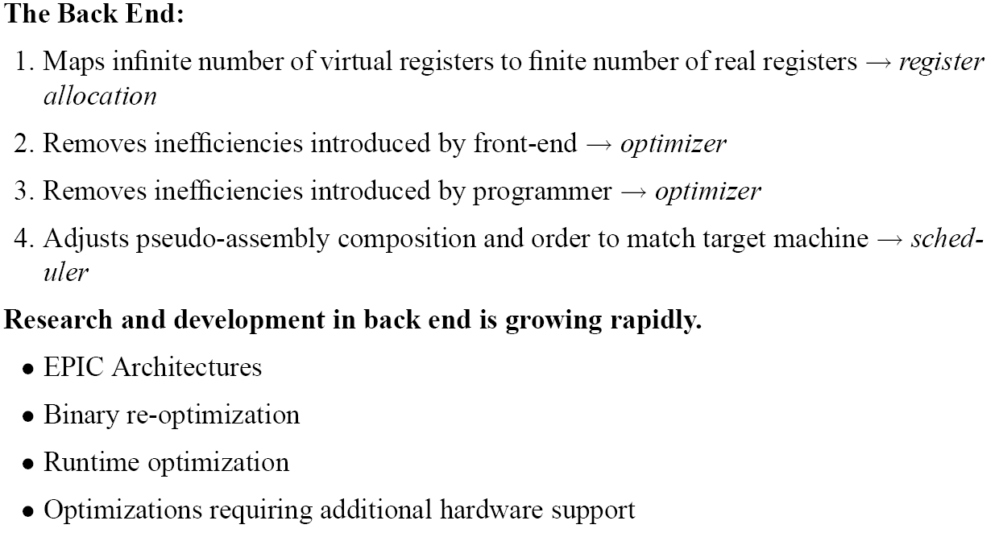 The Back End:
1. Maps infinite number of virtual registers to finite number of real registers → register
allocation
2. Removes inefficiencies introduced by front-end → optimizer
3. Removes inefficiencies introduced by programmer → optimizer
4. Adjusts pseudo-assembly composition and order to match target machine → sched-
uler
Research and development in back end is growing rapidly.
• EPIC Architectures
• Binary re-optimization
• Runtime optimization
• Optimizations requiring additional hardware support